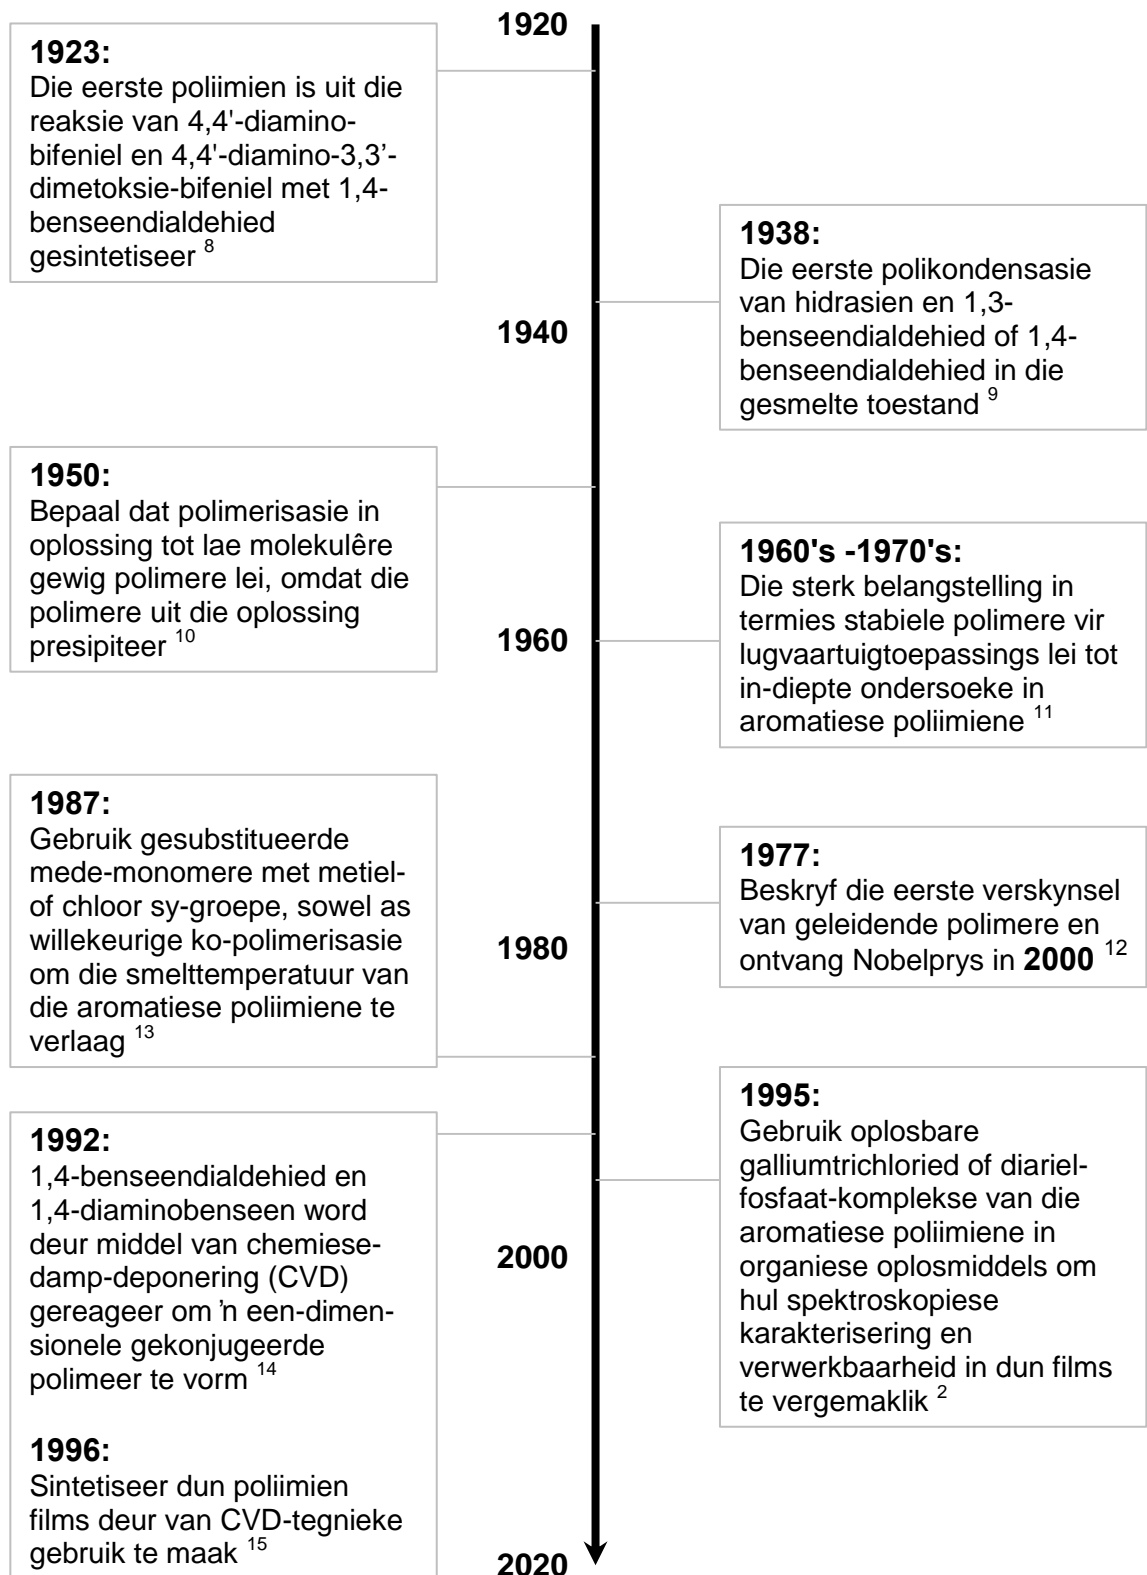 1920
1923:
Die eerste poliimien is uit die
reaksie van 4,4'-diamino-
bifeniel en 4,4'-diamino-3,3’-
dimetoksie-bifeniel met 1,4-
benseendialdehied
gesintetiseer 8
1938:
Die eerste polikondensasie
van hidrasien en 1,3-
benseendialdehied of 1,4-
benseendialdehied in die
gesmelte toestand 9
1940
1950:
Bepaal dat polimerisasie in
oplossing tot lae molekulêre
gewig polimere lei, omdat die
polimere uit die oplossing
presipiteer 10
1960's -1970's:
Die sterk belangstelling in
termies stabiele polimere vir
lugvaartuigtoepassings lei tot
in-diepte ondersoeke in
aromatiese poliimiene 11
1960
1987:
Gebruik gesubstitueerde
mede-monomere met metiel-
of chloor sy-groepe, sowel as
willekeurige ko-polimerisasie
om die smelttemperatuur van
die aromatiese poliimiene te
verlaag 13
1977:
Beskryf die eerste verskynsel
van geleidende polimere en
ontvang Nobelprys in 2000 12
1980
1992:
1,4-benseendialdehied en
1,4-diaminobenseen word
deur middel van chemiese-
damp-deponering (CVD)
gereageer om 'n een-dimen-
sionele gekonjugeerde
polimeer te vorm 14
1995:
Gebruik oplosbare
galliumtrichloried of diariel-
fosfaat-komplekse van die
aromatiese poliimiene in
organiese oplosmiddels om
hul spektroskopiese
karakterisering en
verwerkbaarheid in dun films
te vergemaklik 2
2000
1996:
Sintetiseer dun poliimien
films deur van CVD-tegnieke
gebruik te maak 15
2020